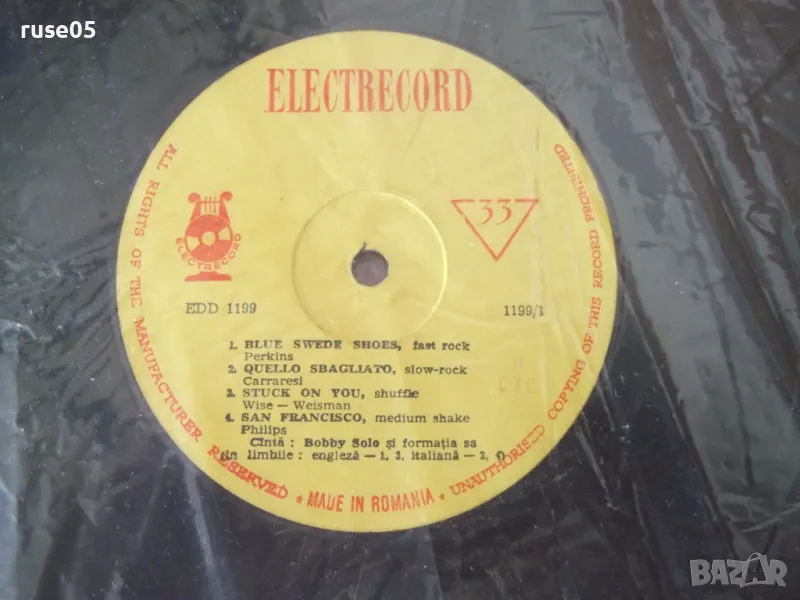 ruse05
ELECTRECORD
ALL RIGHTS OF THE MANUFACTURER RESERVED * MADE IN ROMANIA * UNAUTHORISED COPYING OF THIS RECORD PROHIBITED
ELECTRECORD
33
EDD 1199
1199/1
1. BLUE SWEDE SHOES, fast rock
Perkins
2. QUELLO SBAGLIATO, slow-rock
Carraresi
3. STUCK ON YOU, shuffle
Wise — Weisman
4. SAN FRANCISCO, medium shake
Philips
Cîntă : Bobby Solo și formația sa
în limbile : engleză — 1, 3, italiană — 2,
BAZAR